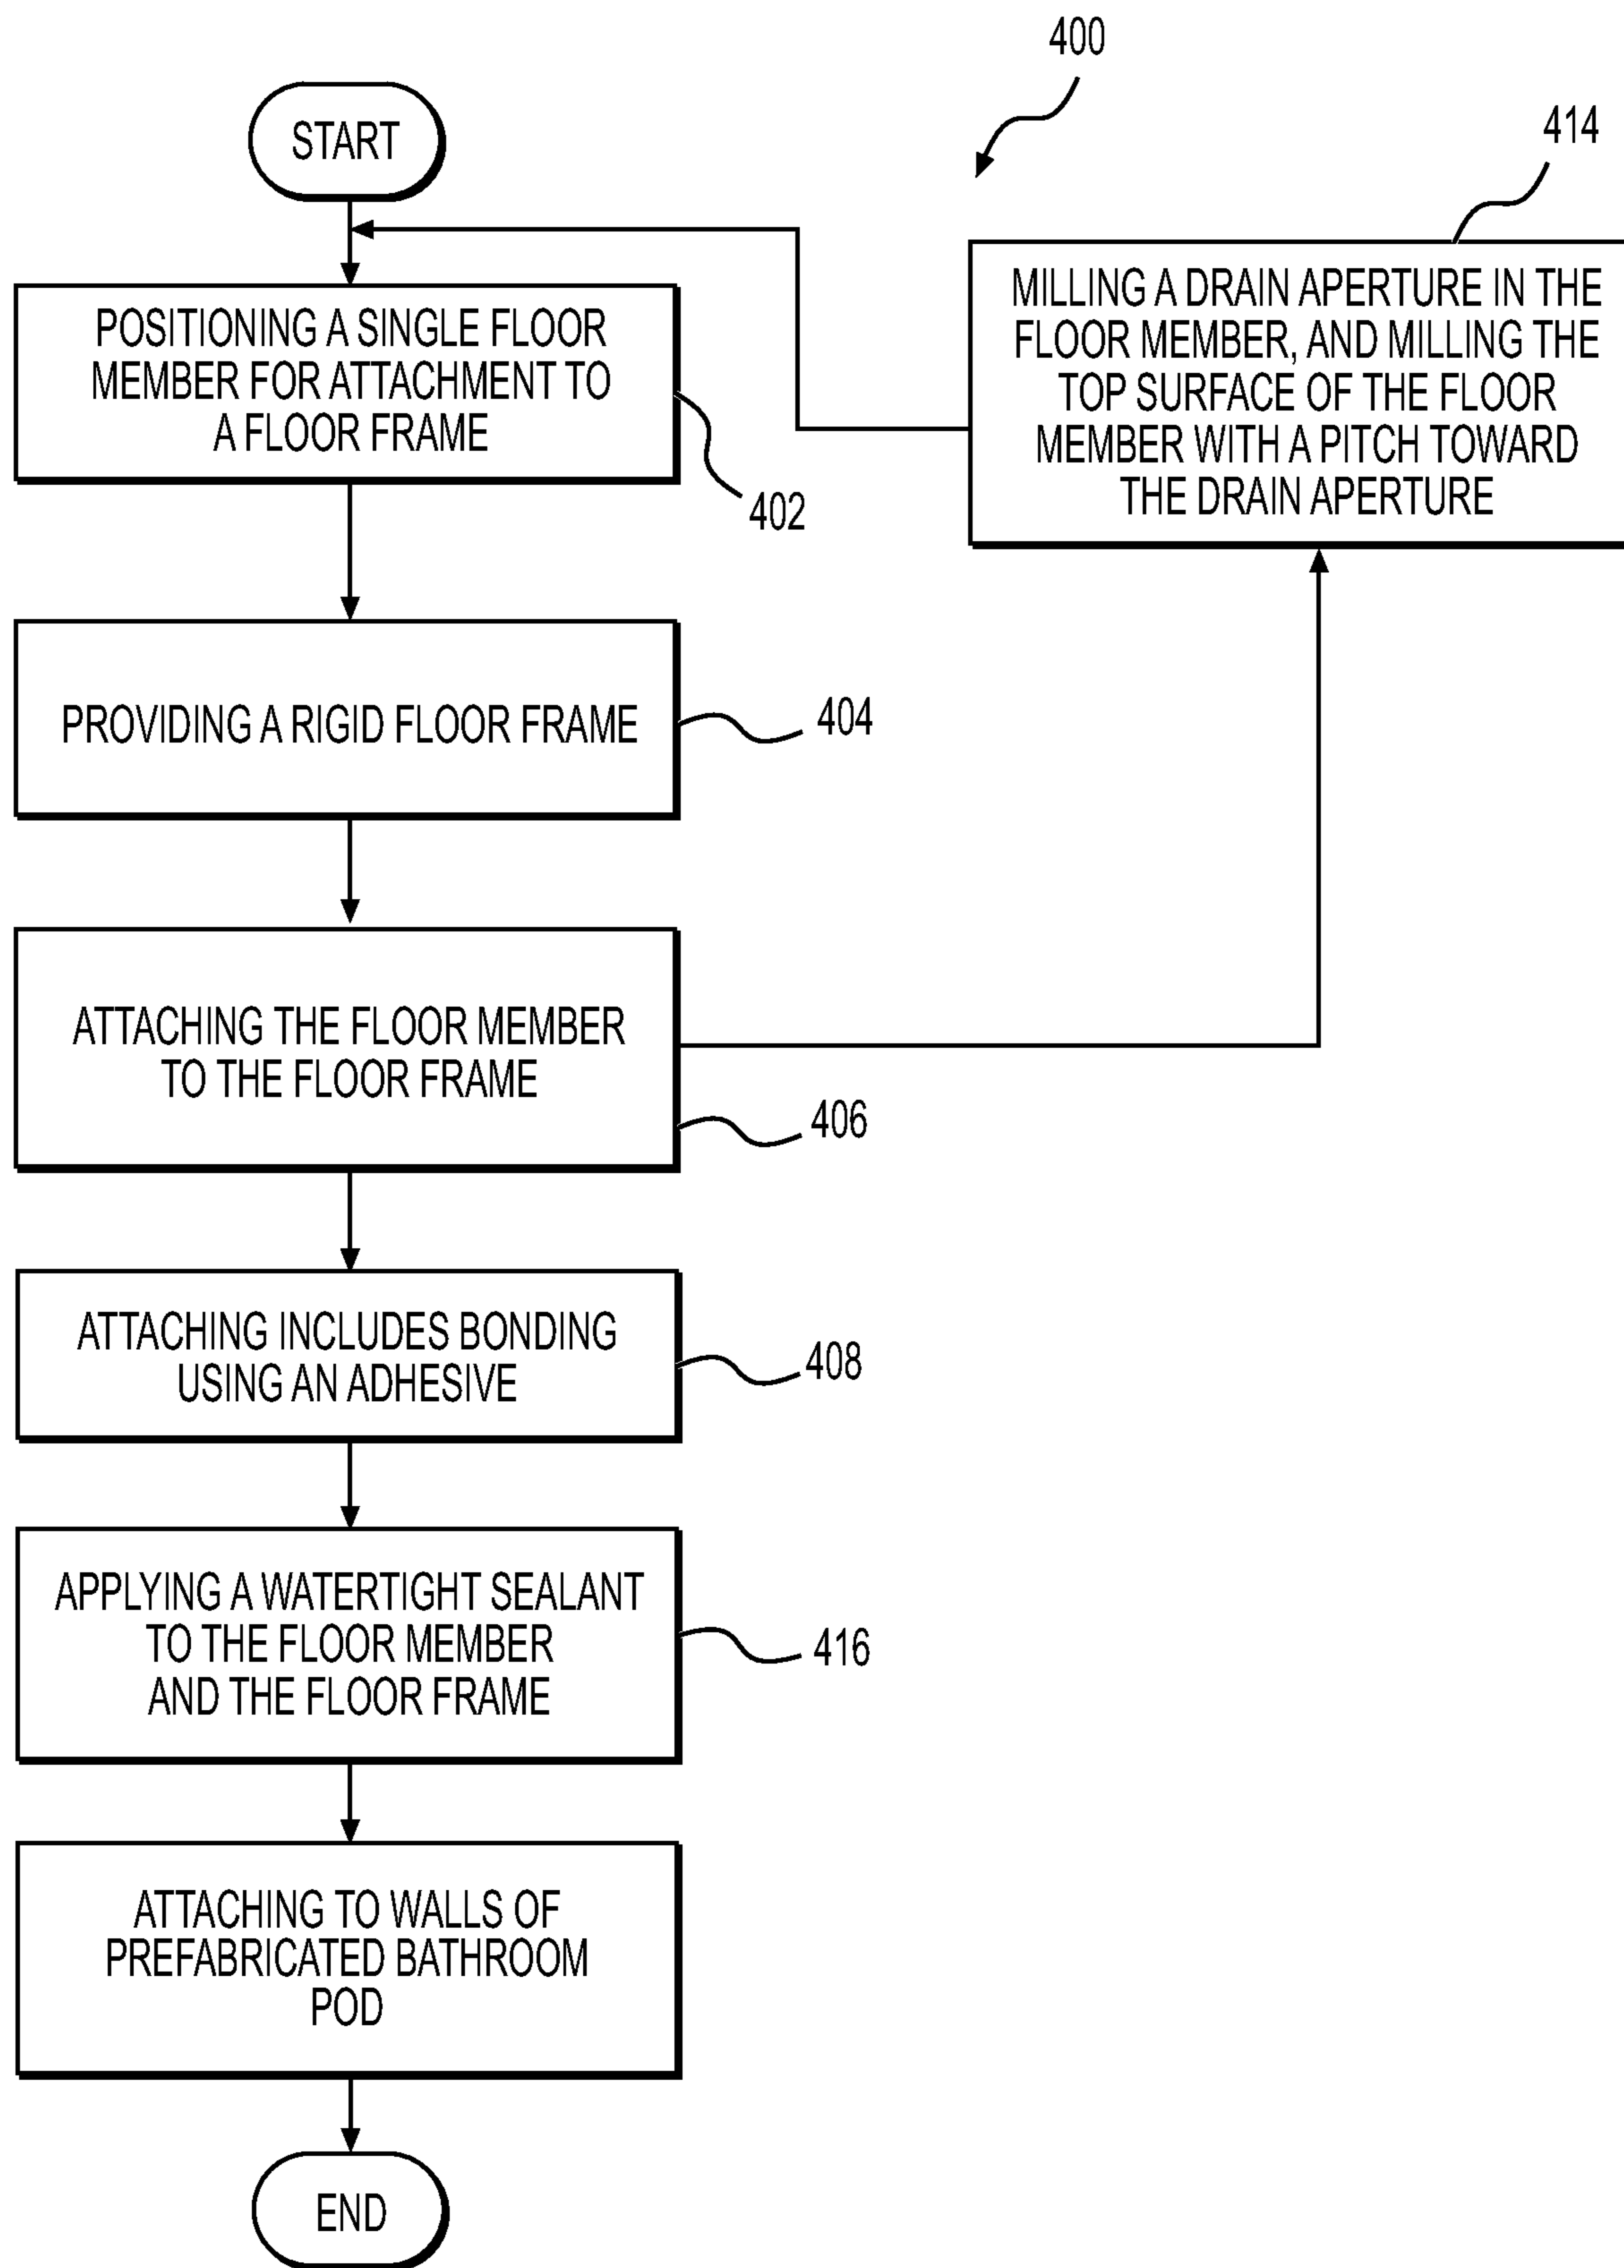 400
START
414
MILLING A DRAIN APERTURE IN THE
FLOOR MEMBER, AND MILLING THE
TOP SURFACE OF THE FLOOR
MEMBER WITH A PITCH TOWARD
THE DRAIN APERTURE
POSITIONING A SINGLE FLOOR
MEMBER FOR ATTACHMENT TO
A FLOOR FRAME
402
PROVIDING A RIGID FLOOR FRAME
404
ATTACHING THE FLOOR MEMBER
TO THE FLOOR FRAME
406
ATTACHING INCLUDES BONDING
USING AN ADHESIVE
408
APPLYING A WATERTIGHT SEALANT
TO THE FLOOR MEMBER
AND THE FLOOR FRAME
416
ATTACHING TO WALLS OF
PREFABRICATED BATHROOM
POD
END